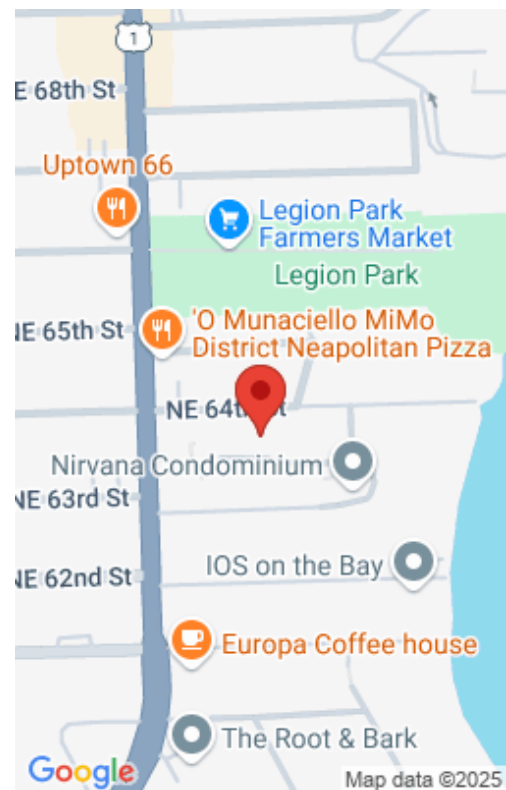 1
E 68th St
Uptown 66
Legion Park
Farmers Market
Legion Park
NE 65th St
'O Munaciello MiMo
District Neapolitan Pizza
NE 64th St
Nirvana Condominium
NE 63rd St
IOS on the Bay
NE 62nd St
Europa Coffee house
The Root & Bark
Google
Map data ©2025